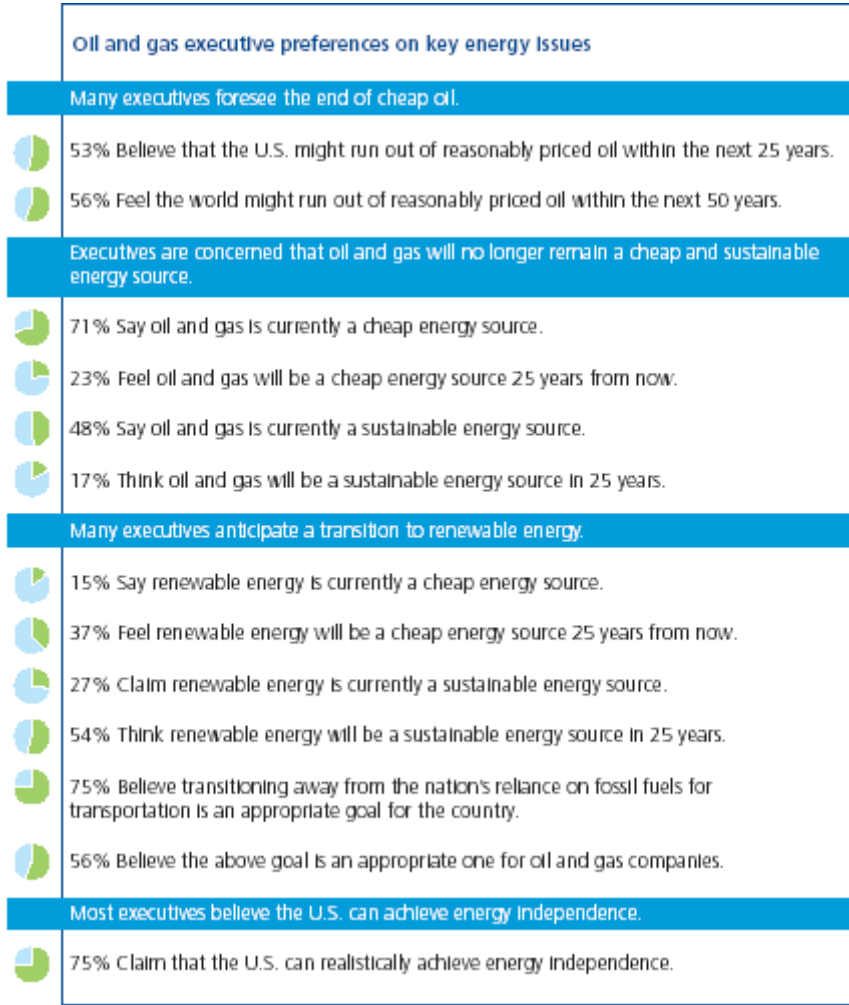 Oil and gas executive preferences on key energy issues
Many executives foresee the end of cheap oil.
53% Believe that the U.S. might run out of reasonably priced oil within the next 25 years.
56% Feel the world might run out of reasonably priced oil within the next 50 years.
Executives are concerned that oil and gas will no longer remain a cheap and sustainable
energy source.
71% Say oil and gas is currently a cheap energy source.
23% Feel oil and gas will be a cheap energy source 25 years from now.
48% Say oil and gas is currently a sustainable energy source.
17% Think oil and gas will be a sustainable energy source in 25 years.
Many executives anticipate a transition to renewable energy.
15% Say renewable energy is currently a cheap energy source.
37% Feel renewable energy will be a cheap energy source 25 years from now.
27% Claim renewable energy is currently a sustainable energy source.
54% Think renewable energy will be a sustainable energy source in 25 years.
75% Believe transitioning away from the nation's reliance on fossil fuels for
transportation is an appropriate goal for the country.
56% Believe the above goal is an appropriate one for oil and gas companies.
Most executives believe the U.S. can achieve energy independence.
75% Claim that the U.S. can realistically achieve energy independence.